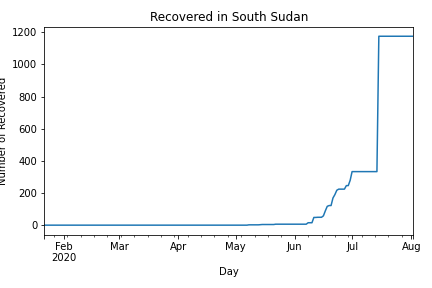 Recovered in South Sudan
Number of Recovered
1200
1000
800
600
400
200
0
Feb
2020
Mar
Apr
May
Jun
Jul
Aug
Day